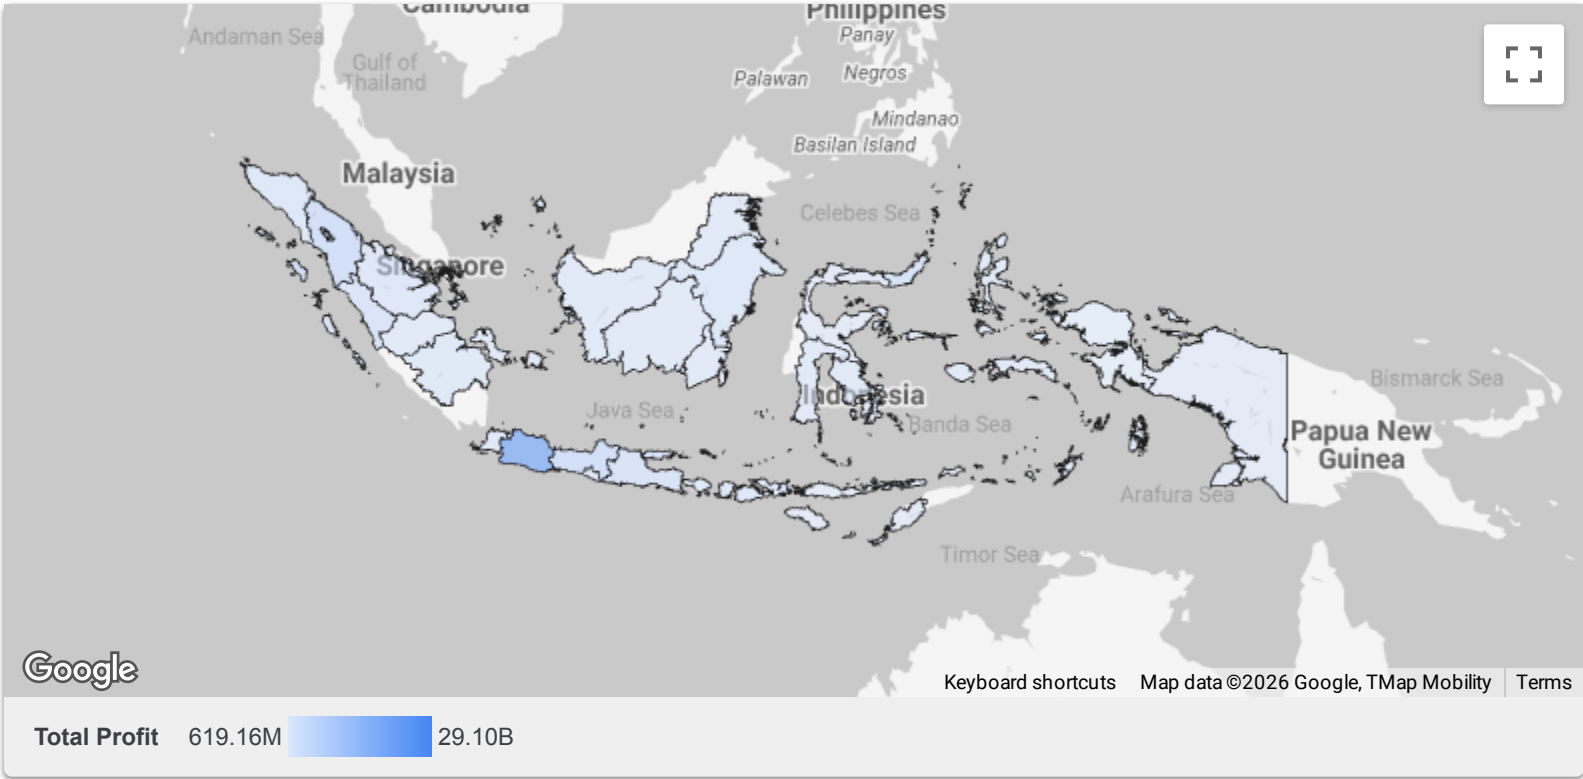 Cambodia
Philippines
Andaman Sea
Panay
Gulf of
Thailand
Palawan
Negros
Mindanao
Basilan Island
Malaysia
Celebes Sea
Singapore
Bismarck Sea
Indonesia
Java Sea
Banda Sea
Papua New
Guinea
Arafura Sea
Timor Sea
Google
Keyboard shortcuts
Map data ©2026 Google, TMap Mobility
Terms
Total Profit
619.16M
29.10B